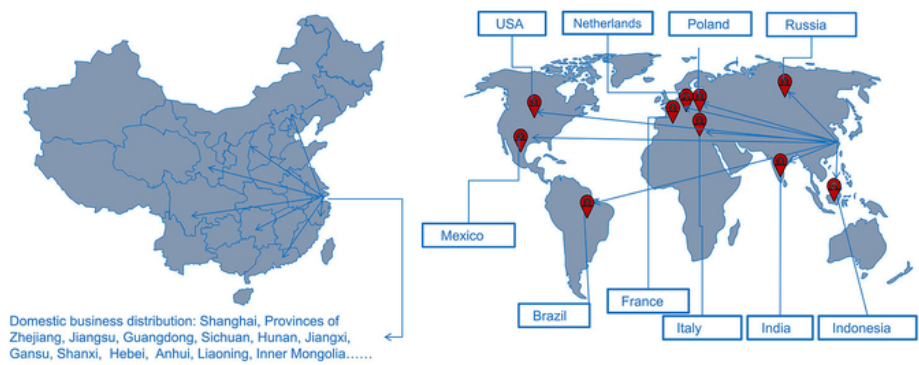 USA
Netherlands
Poland
Russia
Mexico
Brazil
France
Italy
India
Indonesia
Domestic business distribution: Shanghai, Provinces of
Zhejiang, Jiangsu, Guangdong, Sichuan, Hunan, Jiangxi,
Gansu, Shanxi, Hebei, Anhui, Liaoning, Inner Mongolia……